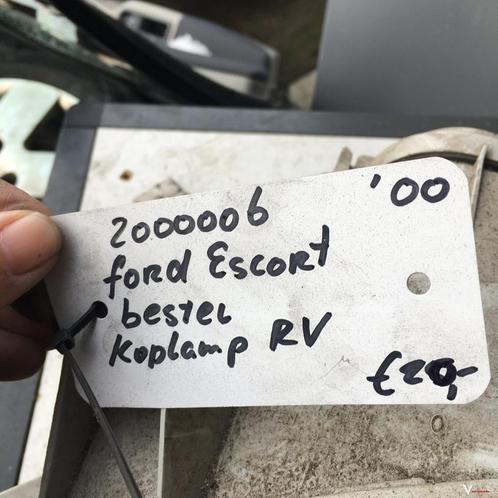 '00
2000006
ford Escort
bestel
Koplamp RV
€20,-